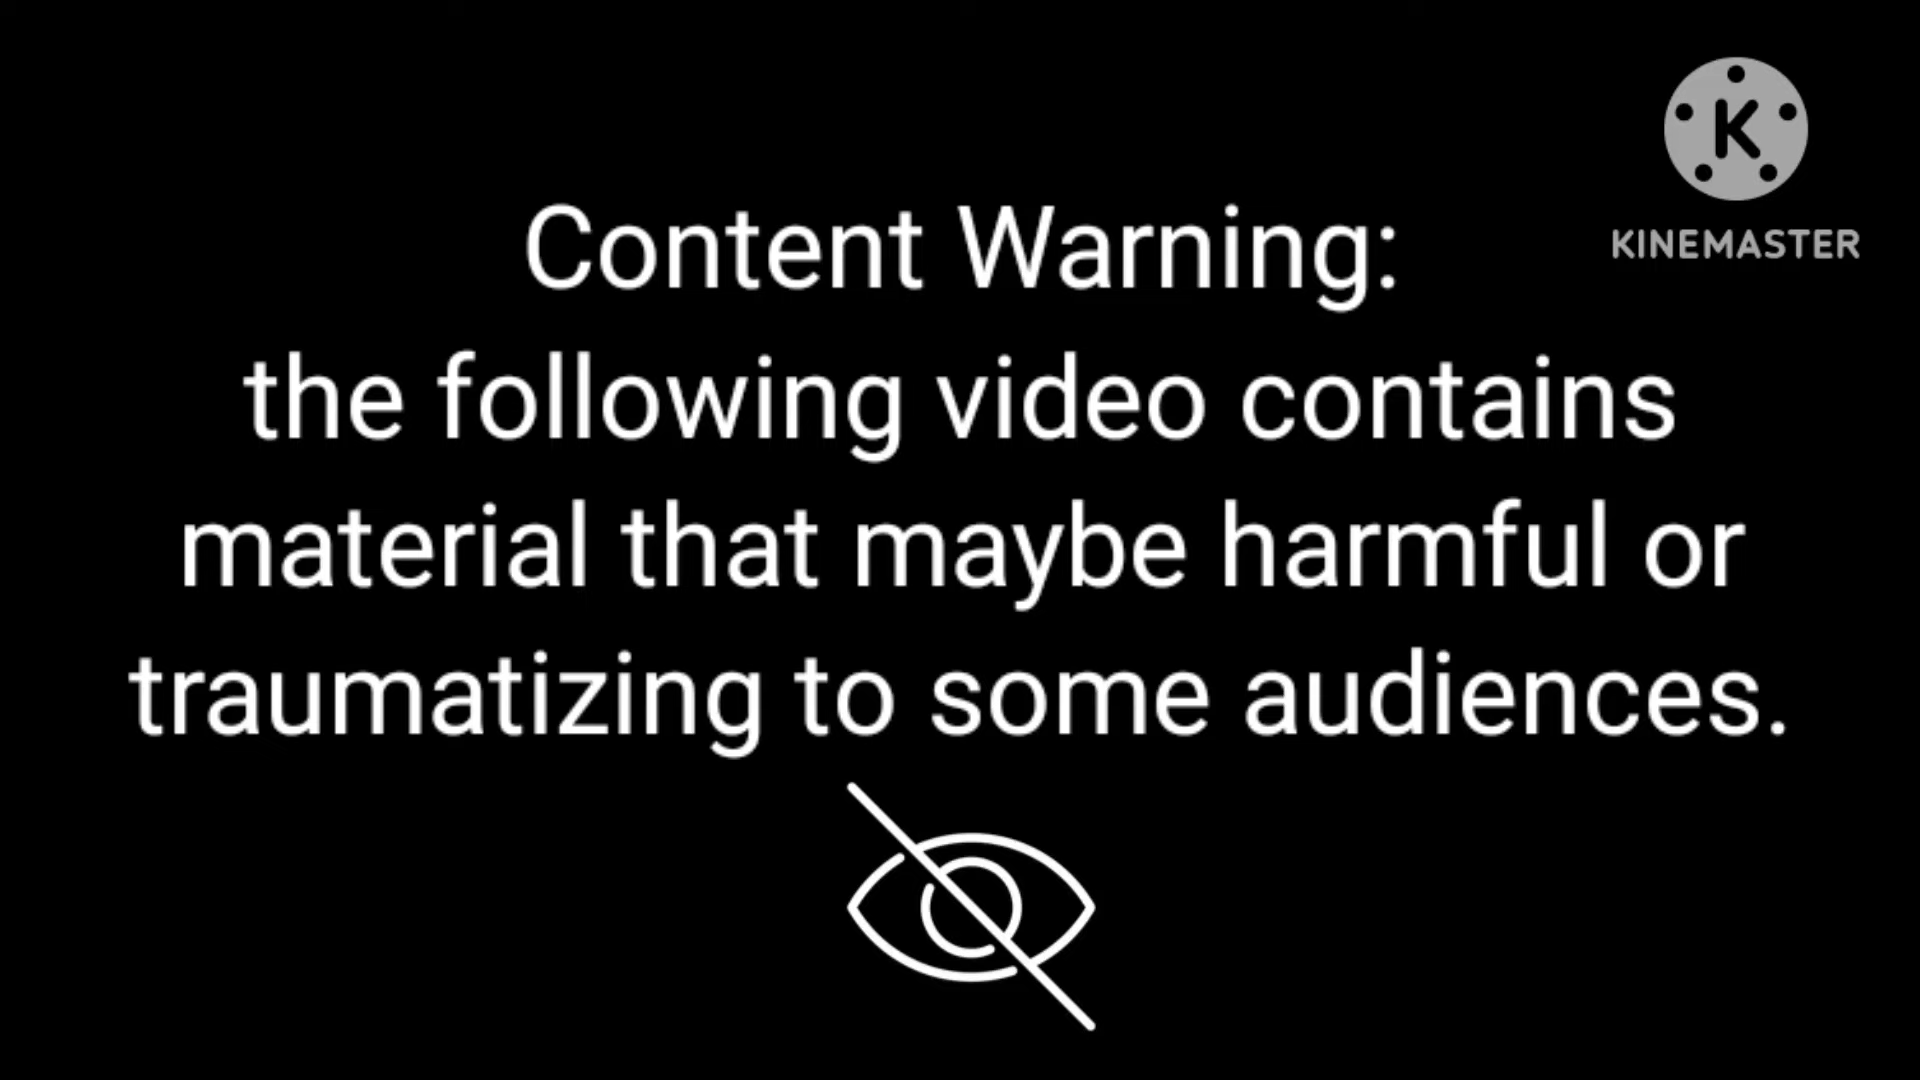 K
KINEMASTER
Content Warning:
the following video contains
material that maybe harmful or
traumatizing to some audiences.